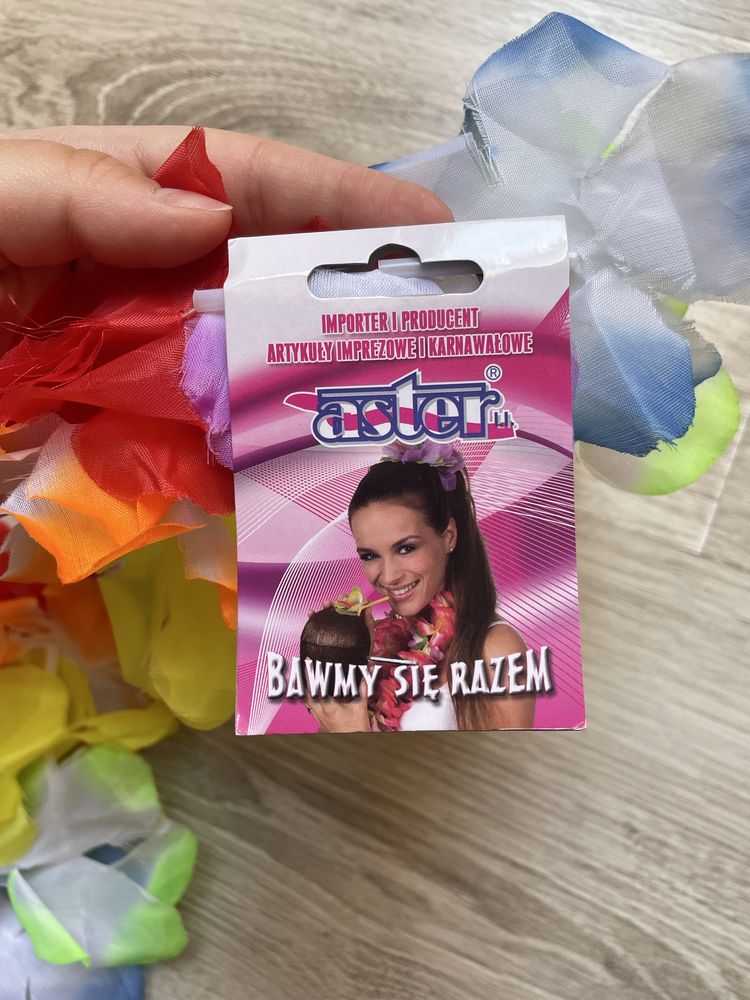 IMPORTER I PRODUCENT
ARTYKUŁY IMPREZOWE I KARNAWAŁOWE
aster® u.
BAWMY SIĘ RAZEM